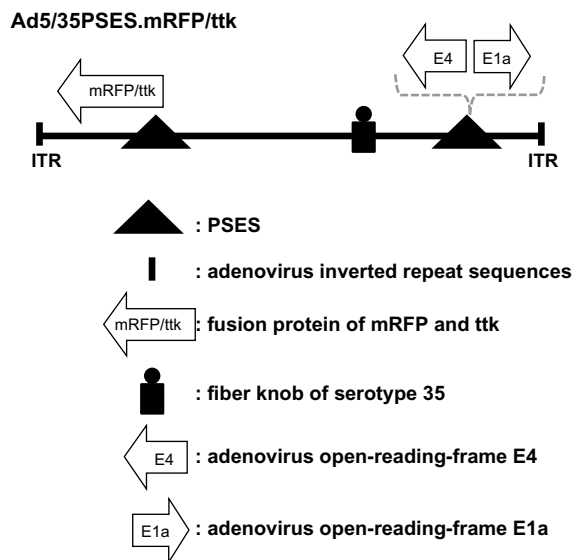 Ad5/35PSES.mRFP/ttk
E4 E1a
mRFP/ttk
ITR ITR
: PSES
: adenovirus inverted repeat sequences
mRFP/ttk : fusion protein of mRFP and ttk
: fiber knob of serotype 35
E4 : adenovirus open-reading-frame E4
E1a : adenovirus open-reading-frame E1a